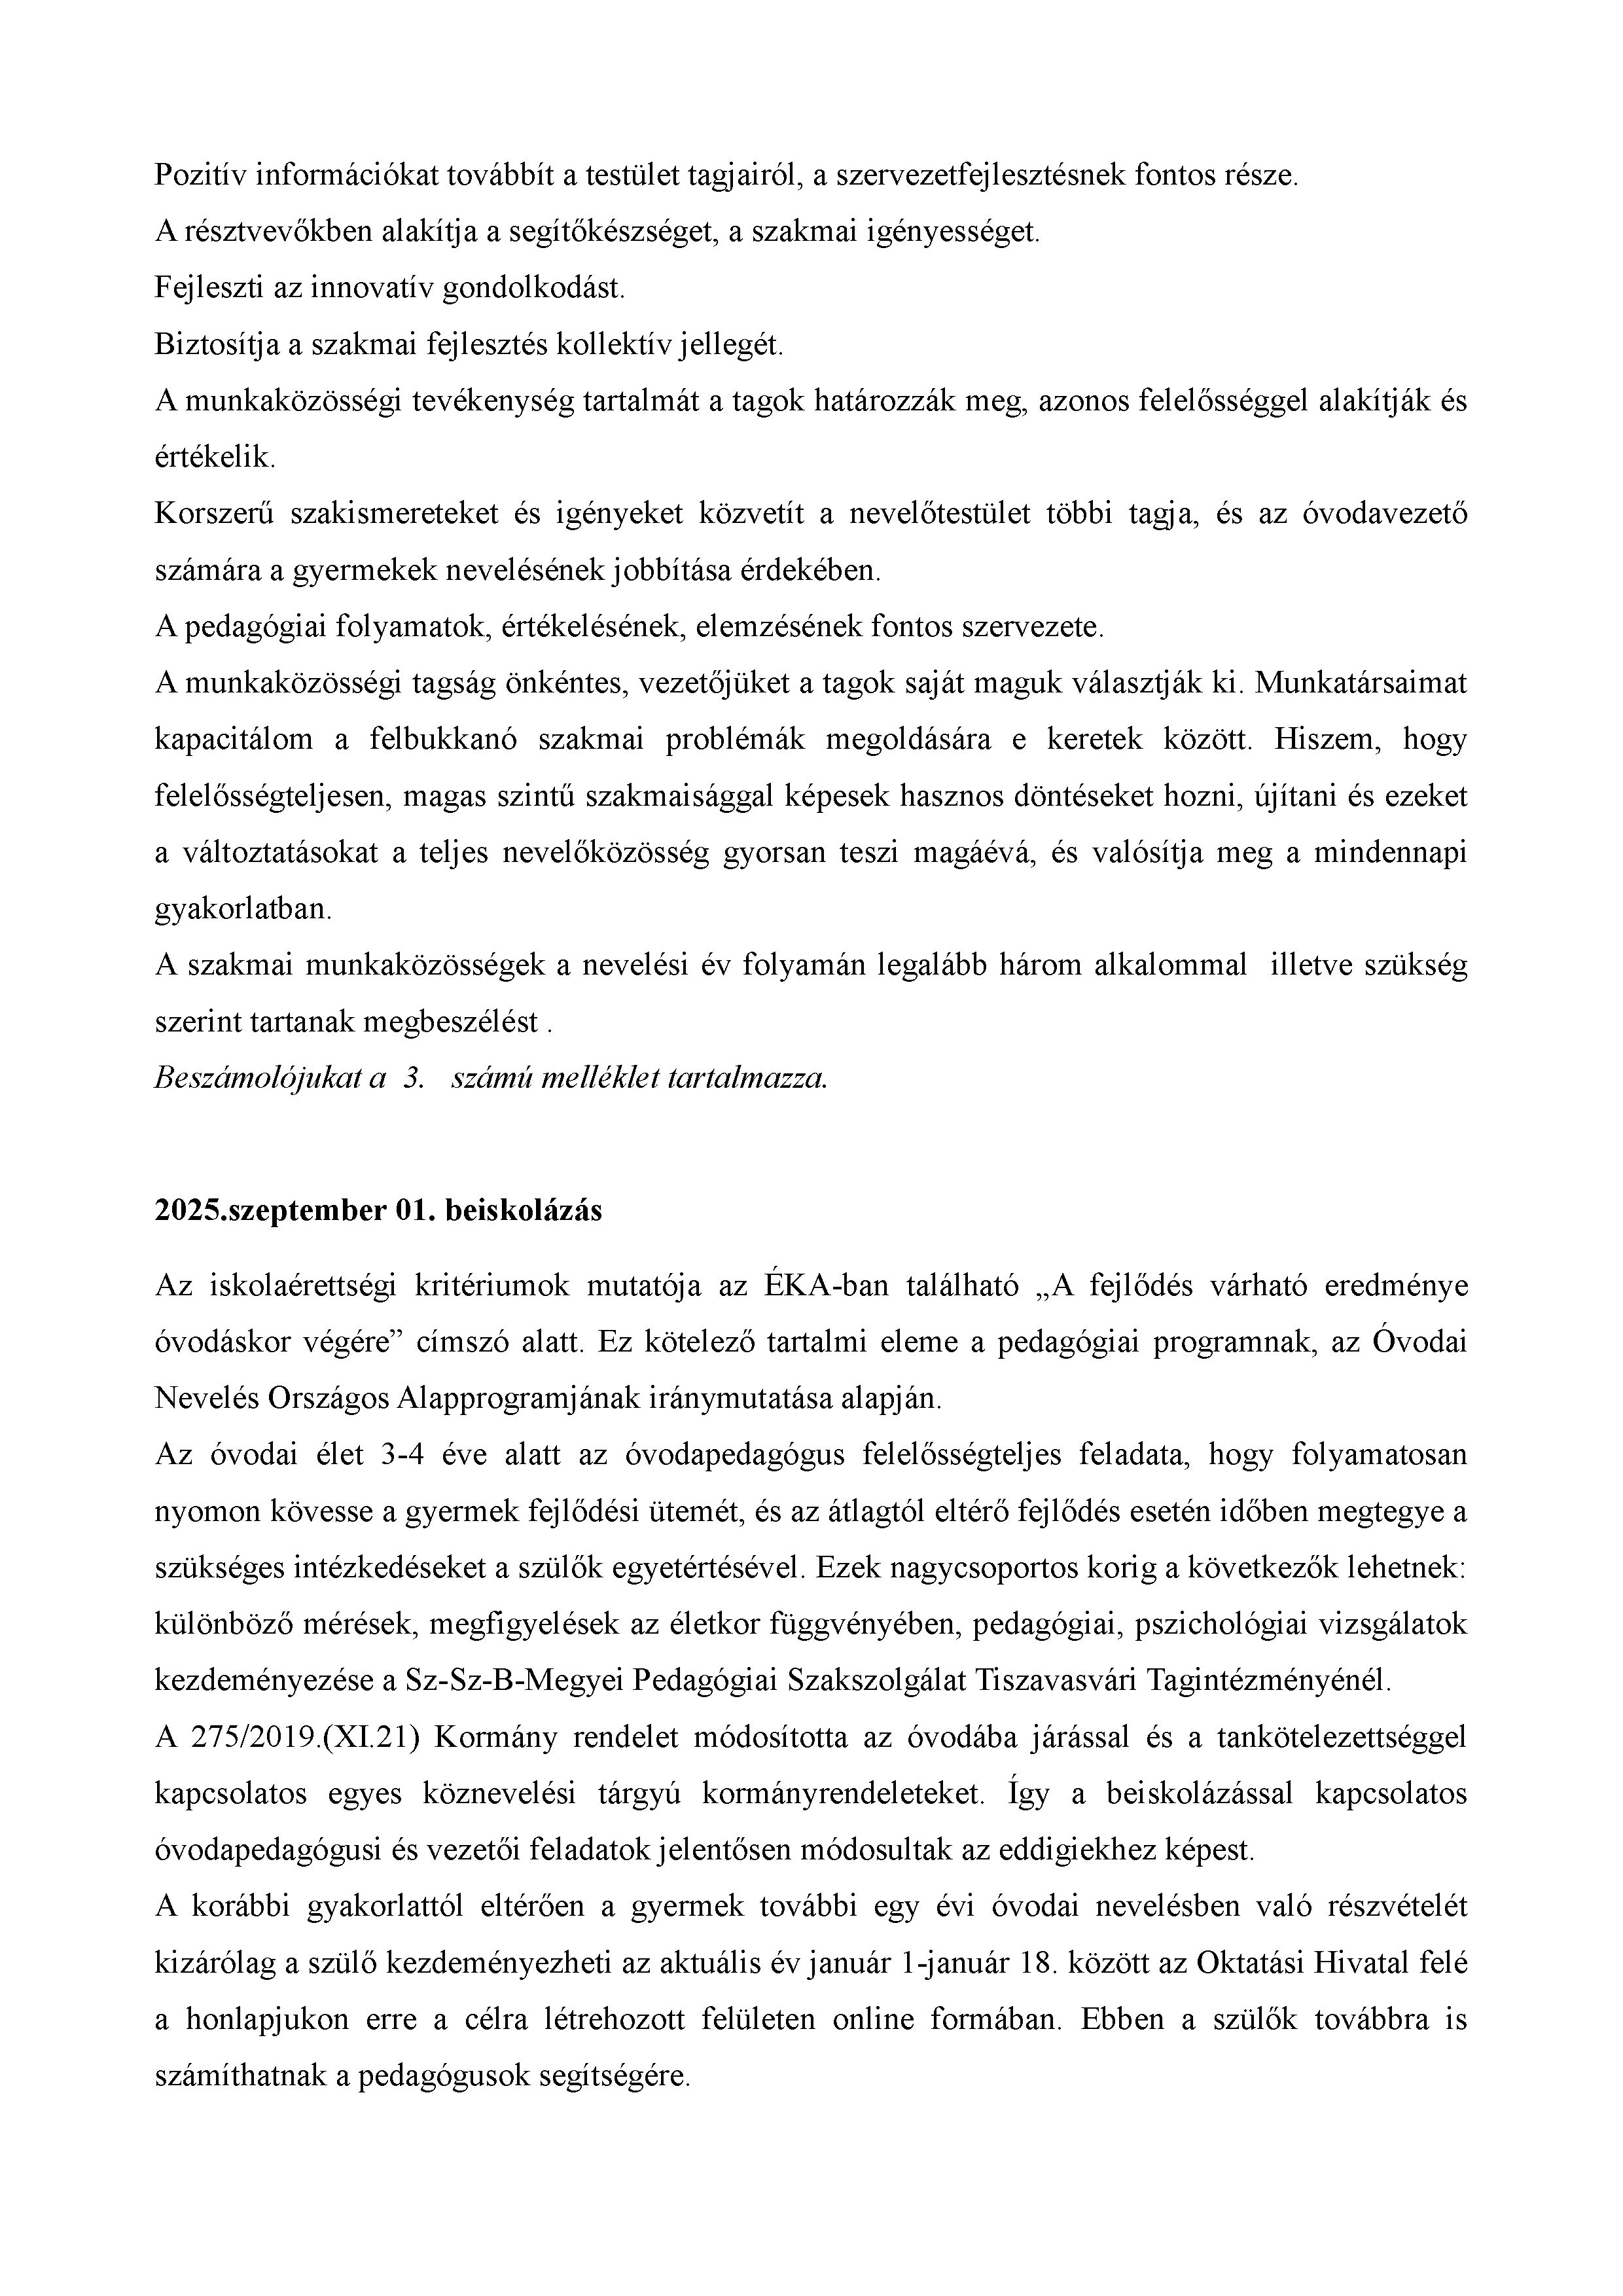 Pozitív információkat továbbít a testület tagjairól, a szervezetfejlesztésnek fontos része.
A résztvevőkben alakítja a segítőkészséget, a szakmai igényességet.
Fejleszti az innovatív gondolkodást.
Biztosítja a szakmai fejlesztés kollektív jellegét.
A munkaközösségi tevékenység tartalmát a tagok határozzák meg, azonos felelősséggel alakítják és
értékelik.
Korszerű szakismereteket és igényeket közvetít a nevelőtestület többi tagja, és az óvodavezető
számára a gyermekek nevelésének jobbítása érdekében.
A pedagógiai folyamatok, értékelésének, elemzésének fontos szervezete.
A munkaközösségi tagság önkéntes, vezetőjüket a tagok saját maguk választják ki. Munkatársaimat
kapacitálom a felbukkanó szakmai problémák megoldására e keretek között. Hiszem, hogy
felelősségteljesen, magas szintű szakmaisággal képesek hasznos döntéseket hozni, újítani és ezeket
a változtatásokat a teljes nevelőközösség gyorsan teszi magáévá, és valósítja meg a mindennapi
gyakorlatban.
A szakmai munkaközösségek a nevelési év folyamán legalább három alkalommal  illetve szükség
szerint tartanak megbeszélést .
Beszámolójukat a  3.   számú melléklet tartalmazza.
2025.szeptember 01. beiskolázás
Az iskolaérettségi kritériumok mutatója az ÉKA-ban található „A fejlődés várható eredménye
óvodáskor végére” címszó alatt. Ez kötelező tartalmi eleme a pedagógiai programnak, az Óvodai
Nevelés Országos Alapprogramjának iránymutatása alapján.
Az óvodai élet 3-4 éve alatt az óvodapedagógus felelősségteljes feladata, hogy folyamatosan
nyomon kövesse a gyermek fejlődési ütemét, és az átlagtól eltérő fejlődés esetén időben megtegye a
szükséges intézkedéseket a szülők egyetértésével. Ezek nagycsoportos korig a következők lehetnek:
különböző mérések, megfigyelések az életkor függvényében, pedagógiai, pszichológiai vizsgálatok
kezdeményezése a Sz-Sz-B-Megyei Pedagógiai Szakszolgálat Tiszavasvári Tagintézményénél.
A 275/2019.(XI.21) Kormány rendelet módosította az óvodába járással és a tankötelezettséggel
kapcsolatos egyes köznevelési tárgyú kormányrendeleteket. Így a beiskolázással kapcsolatos
óvodapedagógusi és vezetői feladatok jelentősen módosultak az eddigiekhez képest.
A korábbi gyakorlattól eltérően a gyermek további egy évi óvodai nevelésben való részvételét
kizárólag a szülő kezdeményezheti az aktuális év január 1-január 18. között az Oktatási Hivatal felé
a honlapjukon erre a célra létrehozott felületen online formában. Ebben a szülők továbbra is
számíthatnak a pedagógusok segítségére.